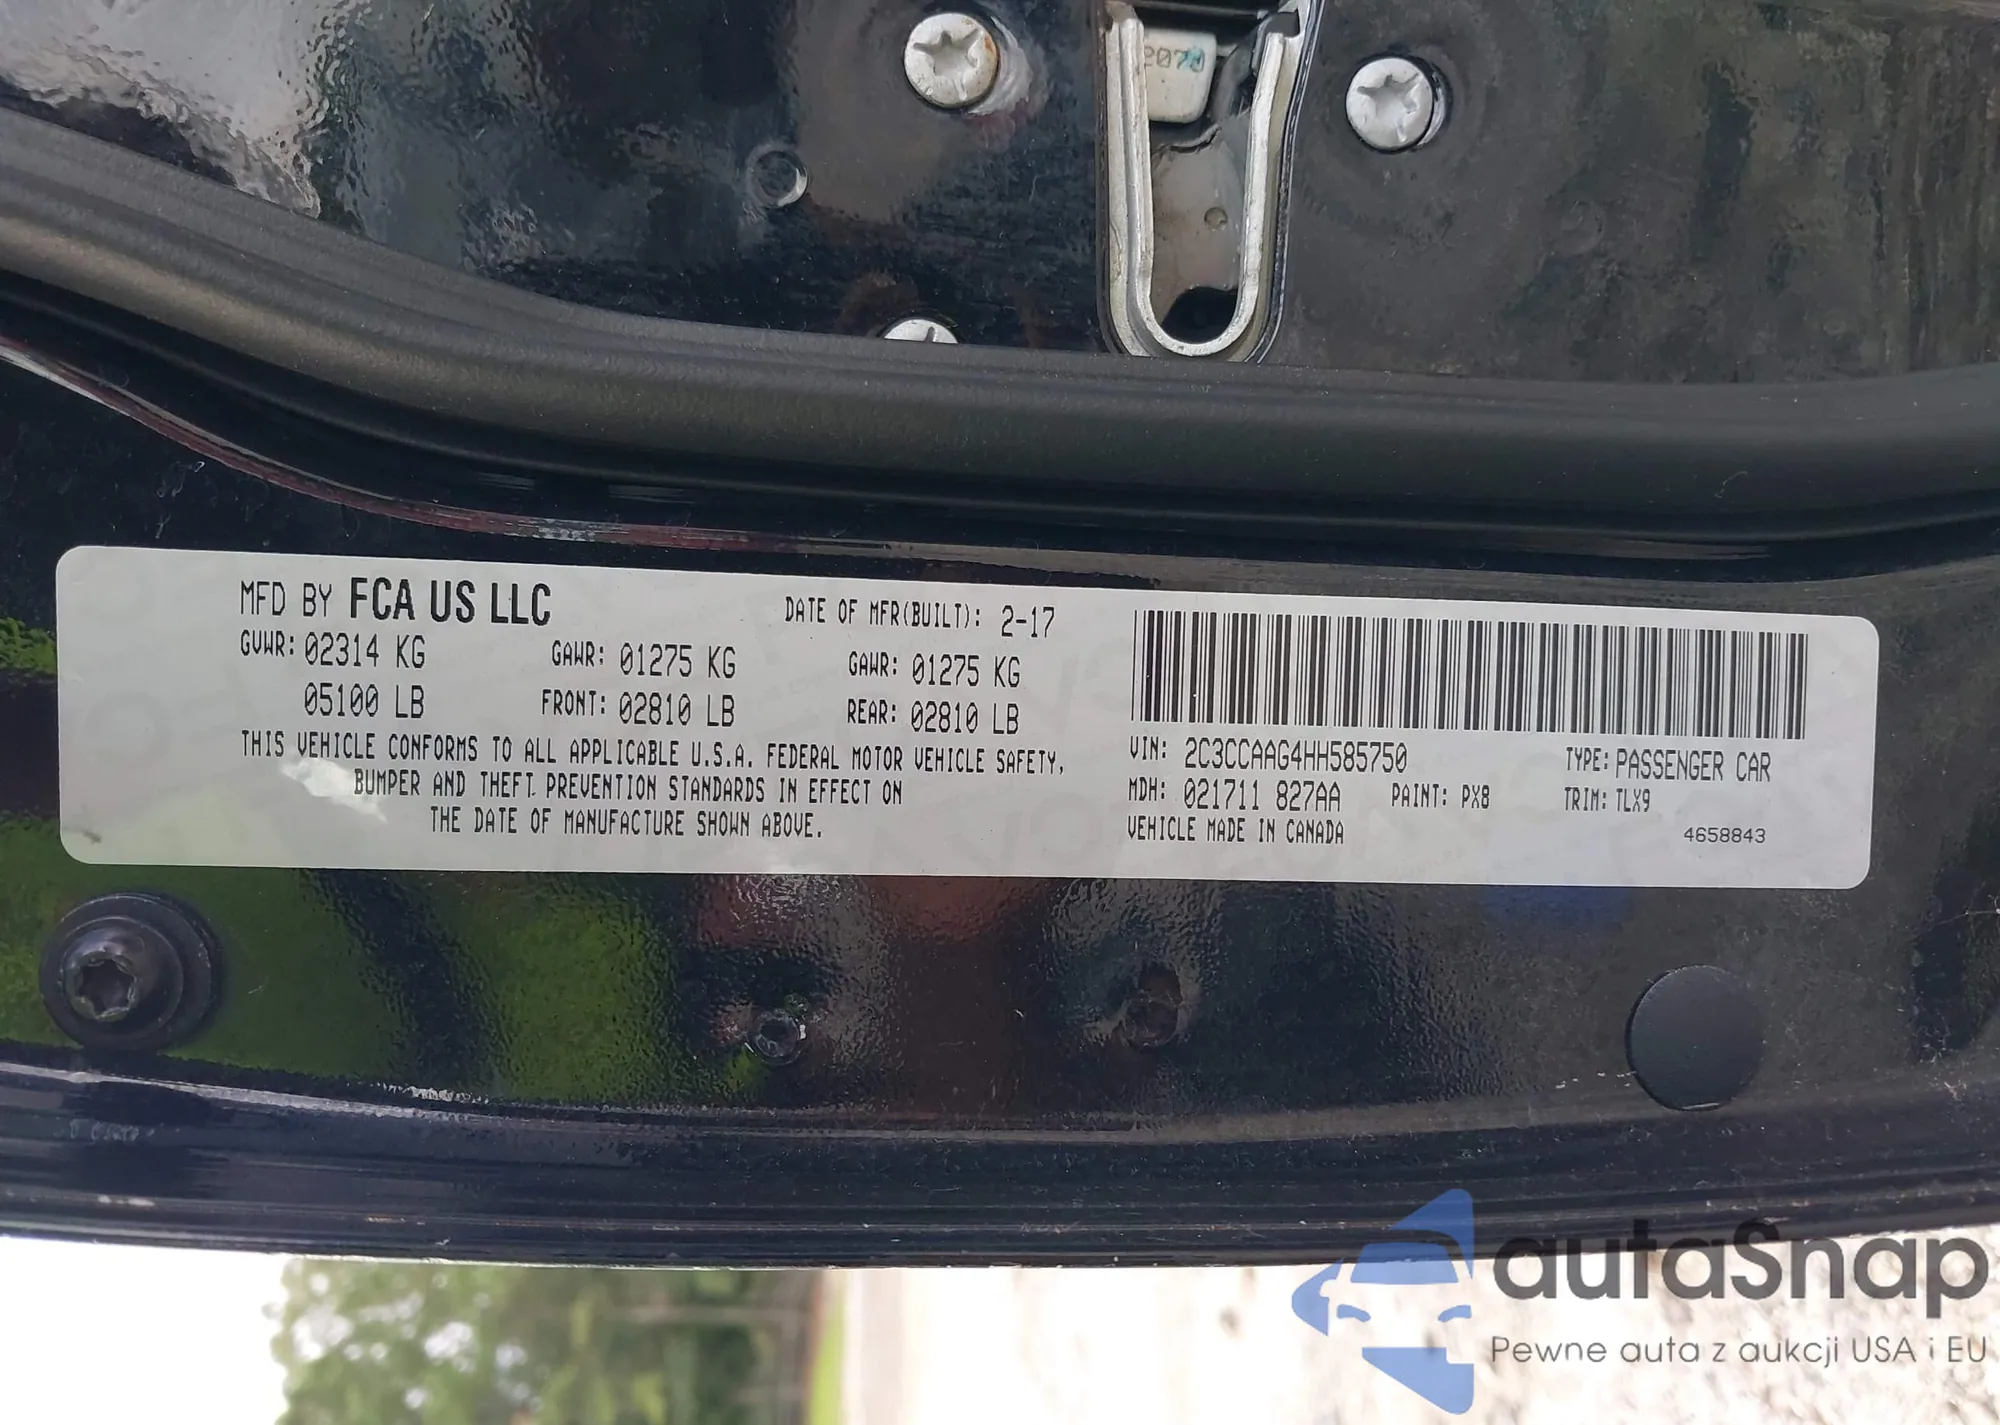 2070
MFD BY FCA US LLC
DATE OF MFR(BUILT): 2-17
GVWR: 02314 KG
GAWR: 01275 KG
GAWR: 01275 KG
05100 LB
FRONT: 02810 LB
REAR: 02810 LB
THIS VEHICLE CONFORMS TO ALL APPLICABLE U.S.A. FEDERAL MOTOR VEHICLE SAFETY,
BUMPER AND THEFT PREVENTION STANDARDS IN EFFECT ON
THE DATE OF MANUFACTURE SHOWN ABOVE.
VIN: 2C3CCAAG4HH585750
TYPE: PASSENGER CAR
MDH: 021711 827AA
PAINT: PX8
TRIM: TLX9
VEHICLE MADE IN CANADA
4658843
autaSnap
Pewne auta z aukcji USA i EU